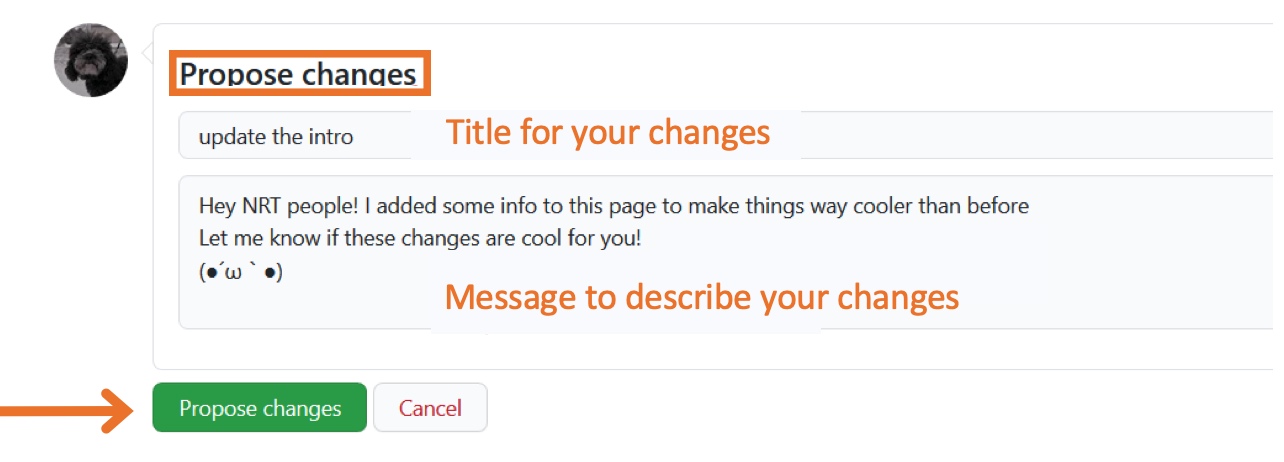 Propose changes
update the intro
Title for your changes
Hey NRT people! I added some info to this page to make things way cooler than before
Let me know if these changes are cool for you!
(●´ω｀●)
Message to describe your changes
Propose changes
Cancel